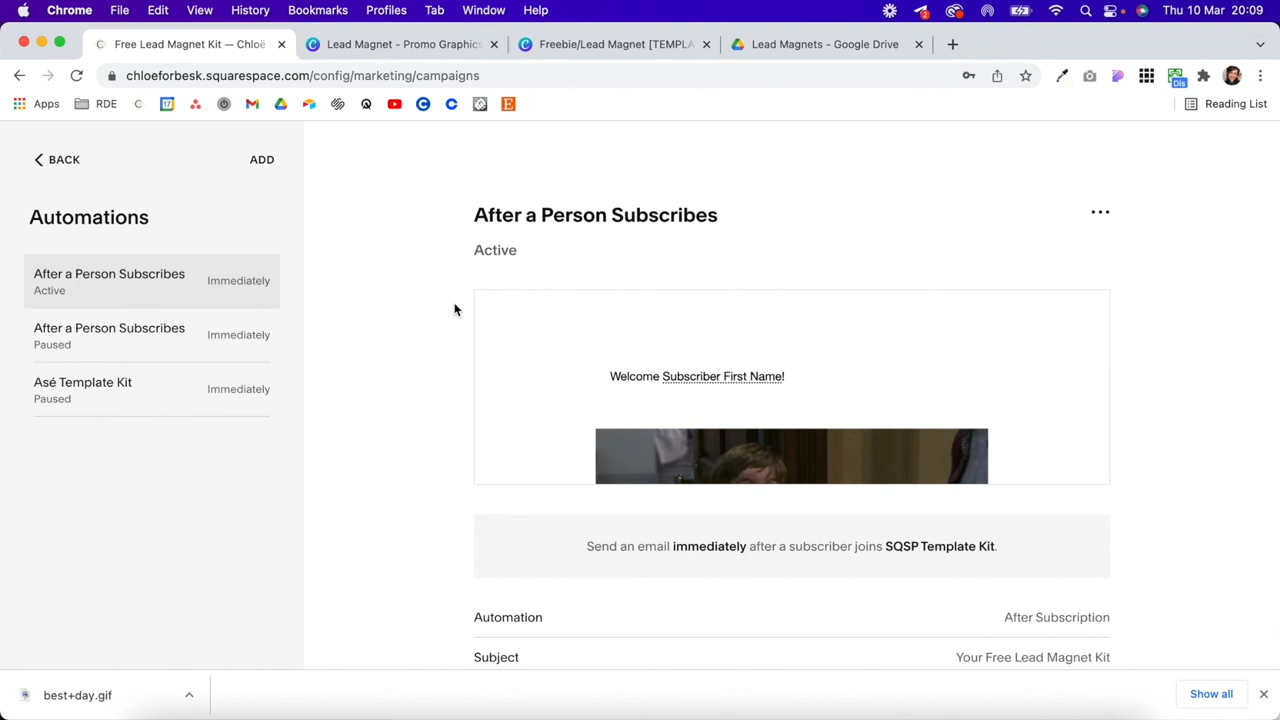 Chrome File Edit View History Bookmarks Profiles Tab Window Help Thu 10 Mar 20:09
Free Lead Magnet Kit — Chloë
Lead Magnet - Promo Graphics
Freebie/Lead Magnet [TEMPLA
Lead Magnets - Google Drive
chloeforbesk.squarespace.com/config/marketing/campaigns
Dis
Apps RDE 17 Reading List
BACK ADD
Automations
After a Person Subscribes Immediately
Active
After a Person Subscribes Immediately
Paused
Asé Template Kit Immediately
Paused
After a Person Subscribes
Active
Welcome Subscriber First Name!
Send an email immediately after a subscriber joins SQSP Template Kit.
Automation After Subscription
Subject Your Free Lead Magnet Kit
best+day.gif Show all